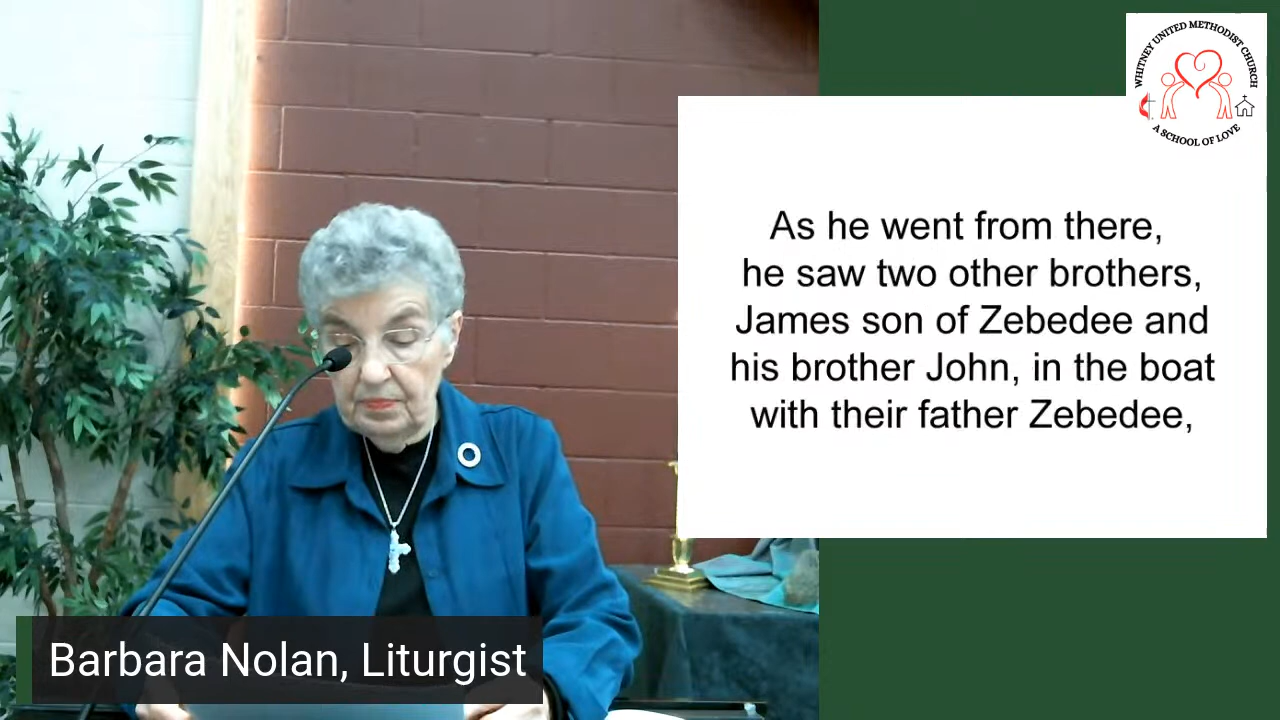 WHITNEY UNITED METHODIST CHURCH
A SCHOOL OF LOVE
As he went from there,
he saw two other brothers,
James son of Zebedee and
his brother John, in the boat
with their father Zebedee,
Barbara Nolan, Liturgist